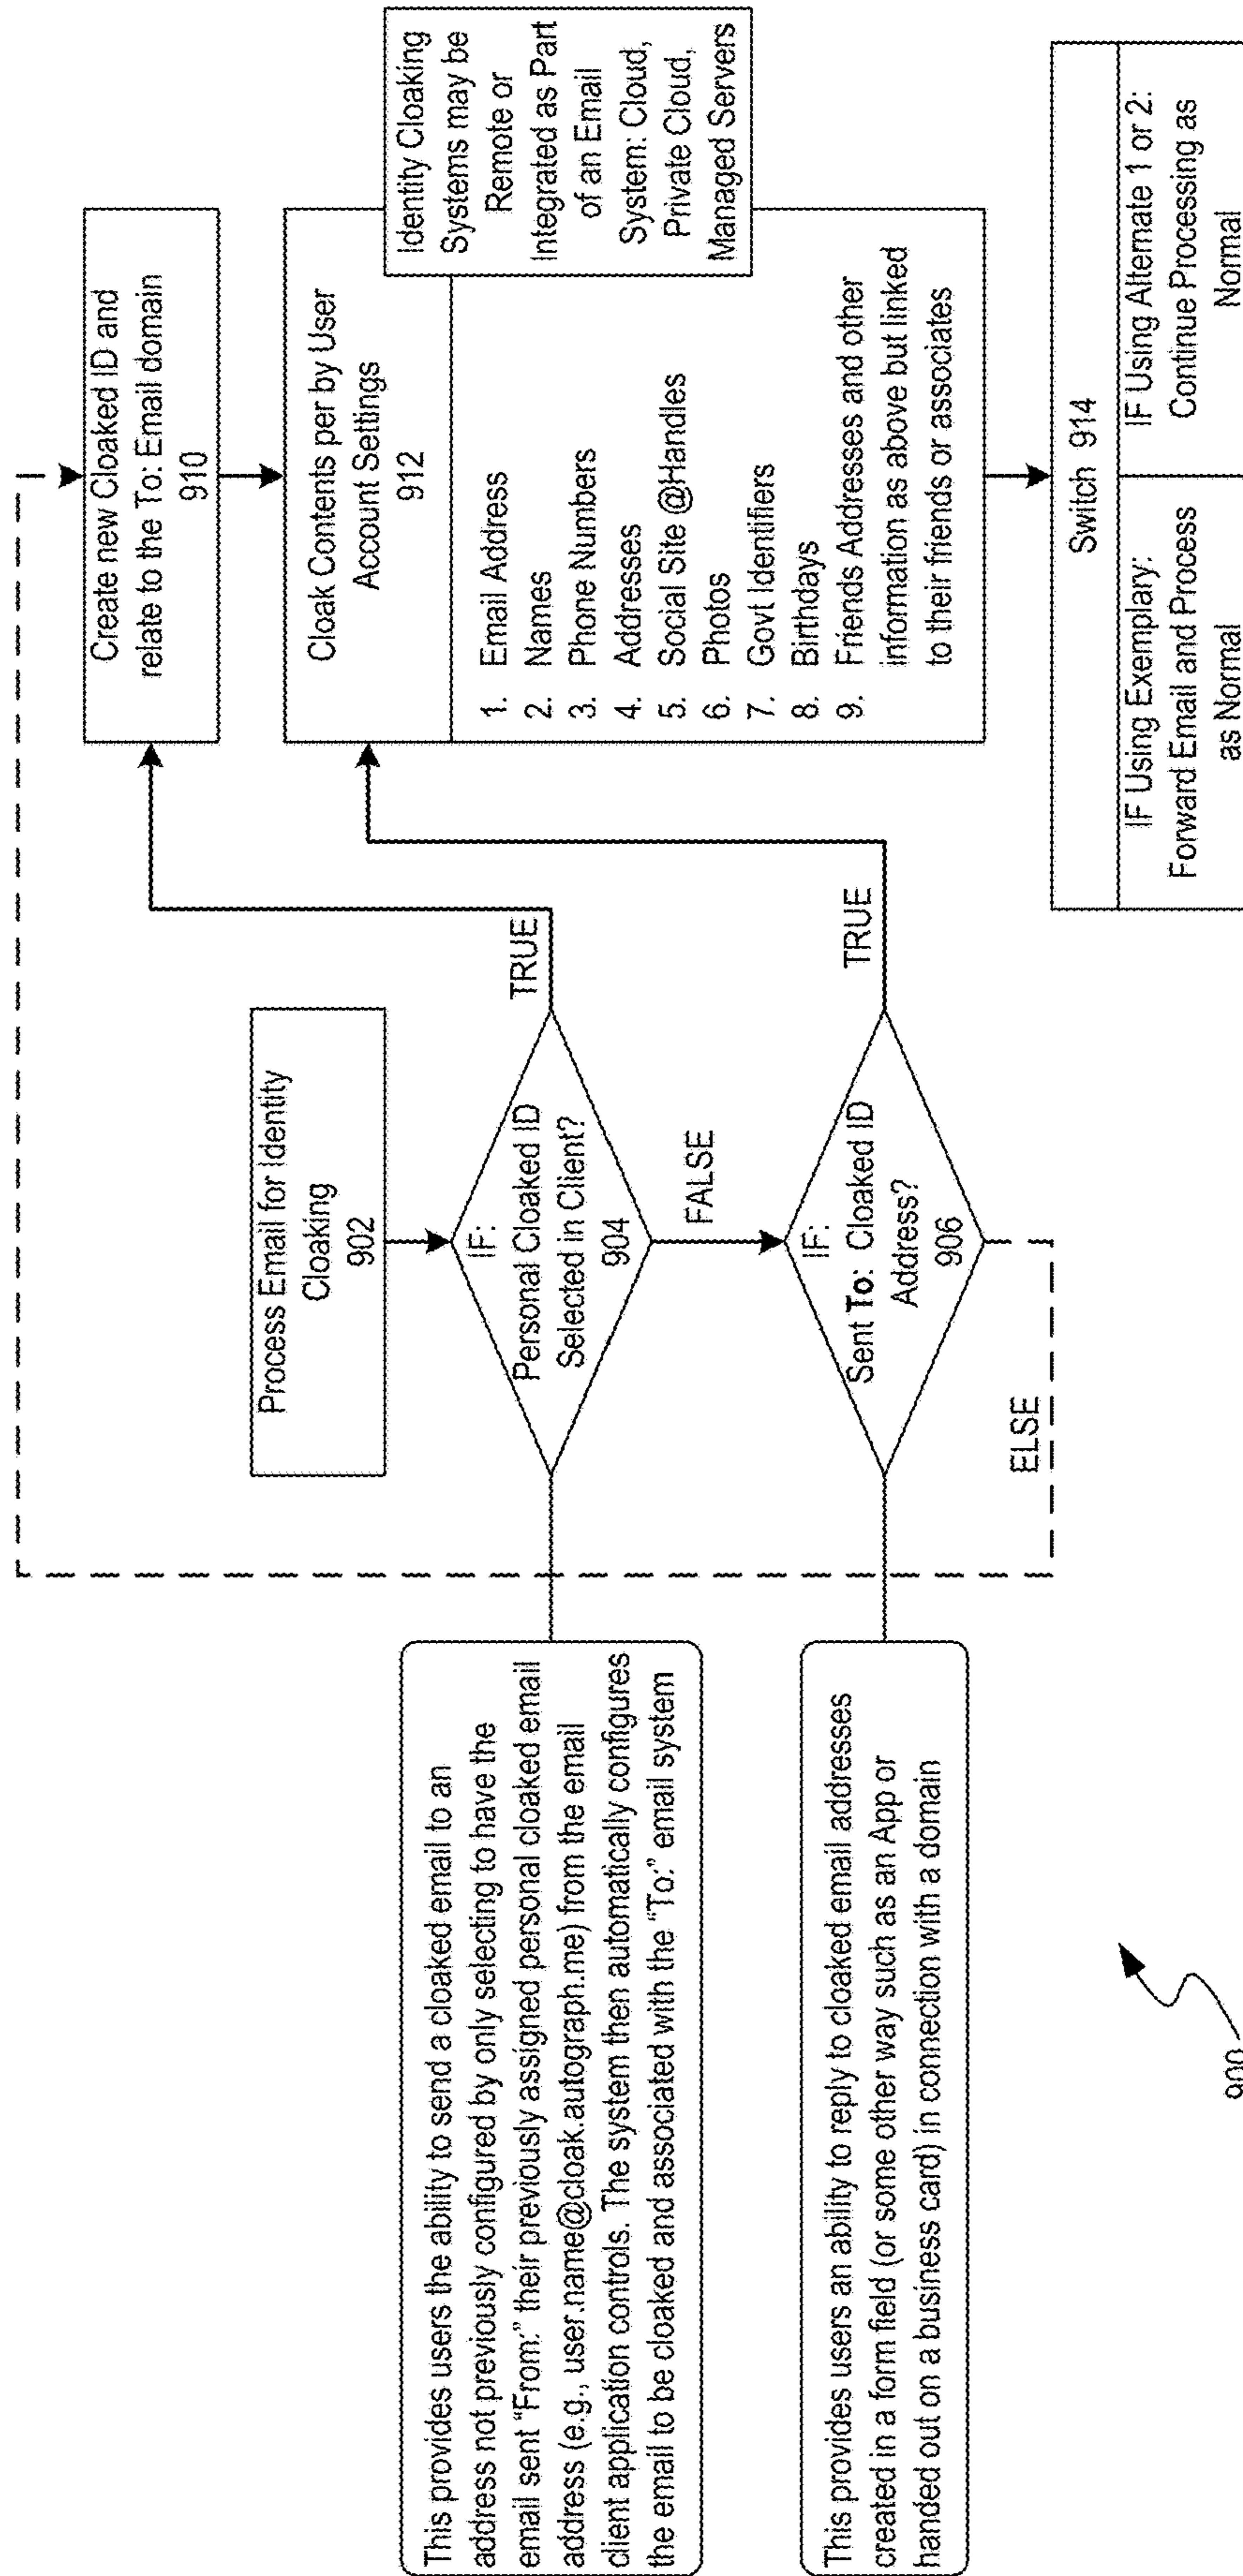 This provides users the ability to send a cloaked email to an
address not previously configured by only selecting to have the
email sent “From:” their previously assigned personal cloaked email
address (e.g., user.name@cloak.autograph.me) from the email
client application controls. The system then automatically configures
the email to be cloaked and associated with the “To:” email system
This provides users an ability to reply to cloaked email addresses
created in a form field (or some other way such as an App or
handed out on a business card) in connection with a domain
900
Process Email for Identity
Cloaking
902
IF:
Personal Cloaked ID
Selected in Client?
904
TRUE
FALSE
IF:
Sent To: Cloaked ID
Address?
906
TRUE
ELSE
Create new Cloaked ID and
relate to the To: Email domain
910
Cloak Contents per by User
Account Settings
912
1. Email Address
2. Names
3. Phone Numbers
4. Addresses
5. Social Site @Handles
6. Photos
7. Govt Identifiers
8. Birthdays
9. Friends Addresses and other
information as above but linked
to their friends or associates
Identity Cloaking
Systems may be
Remote or
Integrated as Part
of an Email
System: Cloud,
Private Cloud,
Managed Servers
Switch 914
IF Using Exemplary:
Forward Email and Process
as Normal
IF Using Alternate 1 or 2:
Continue Processing as
Normal